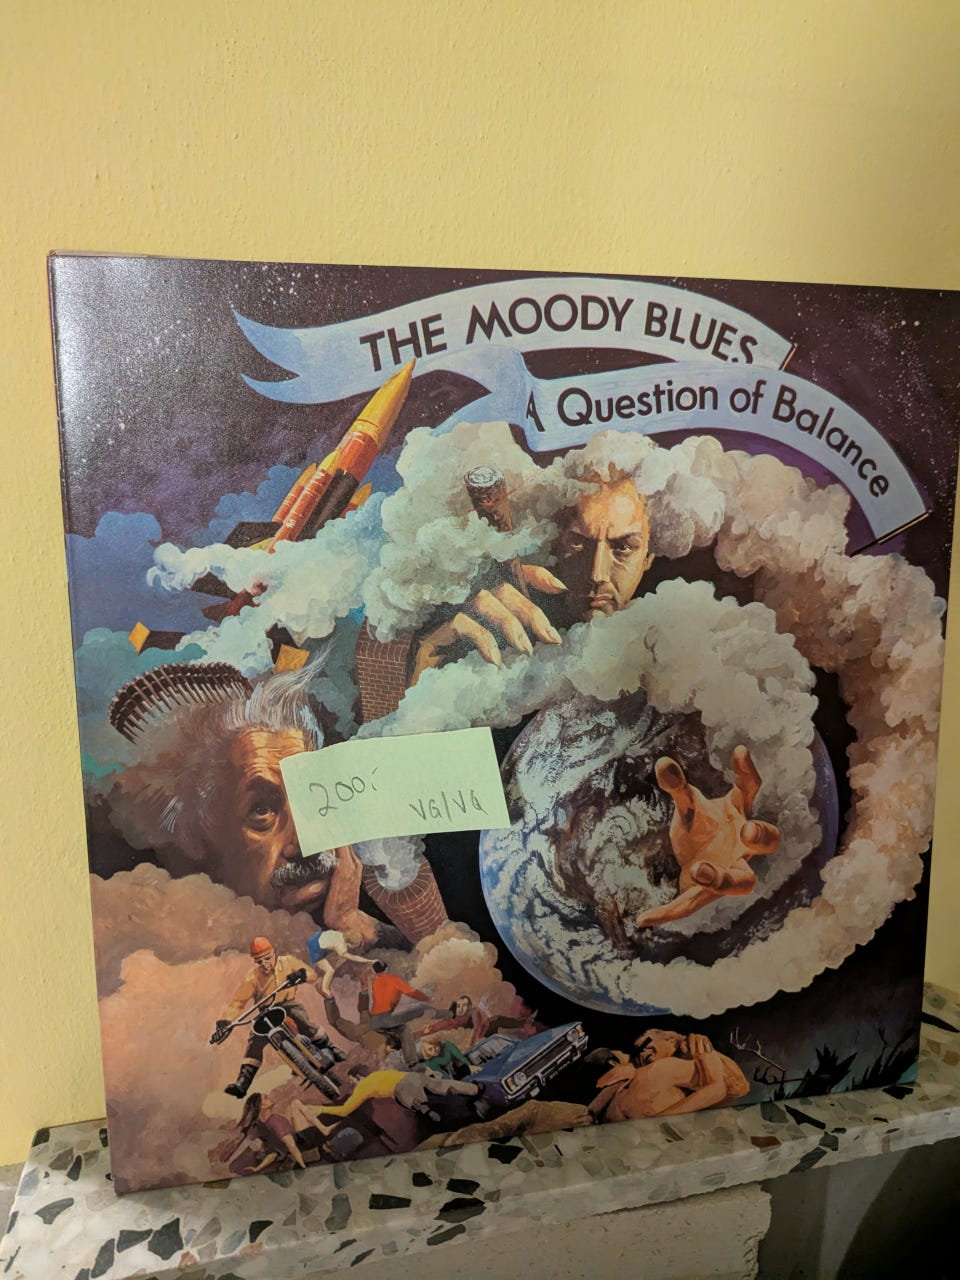 THE MOODY BLUES
A Question of Balance
200:
VG/VG